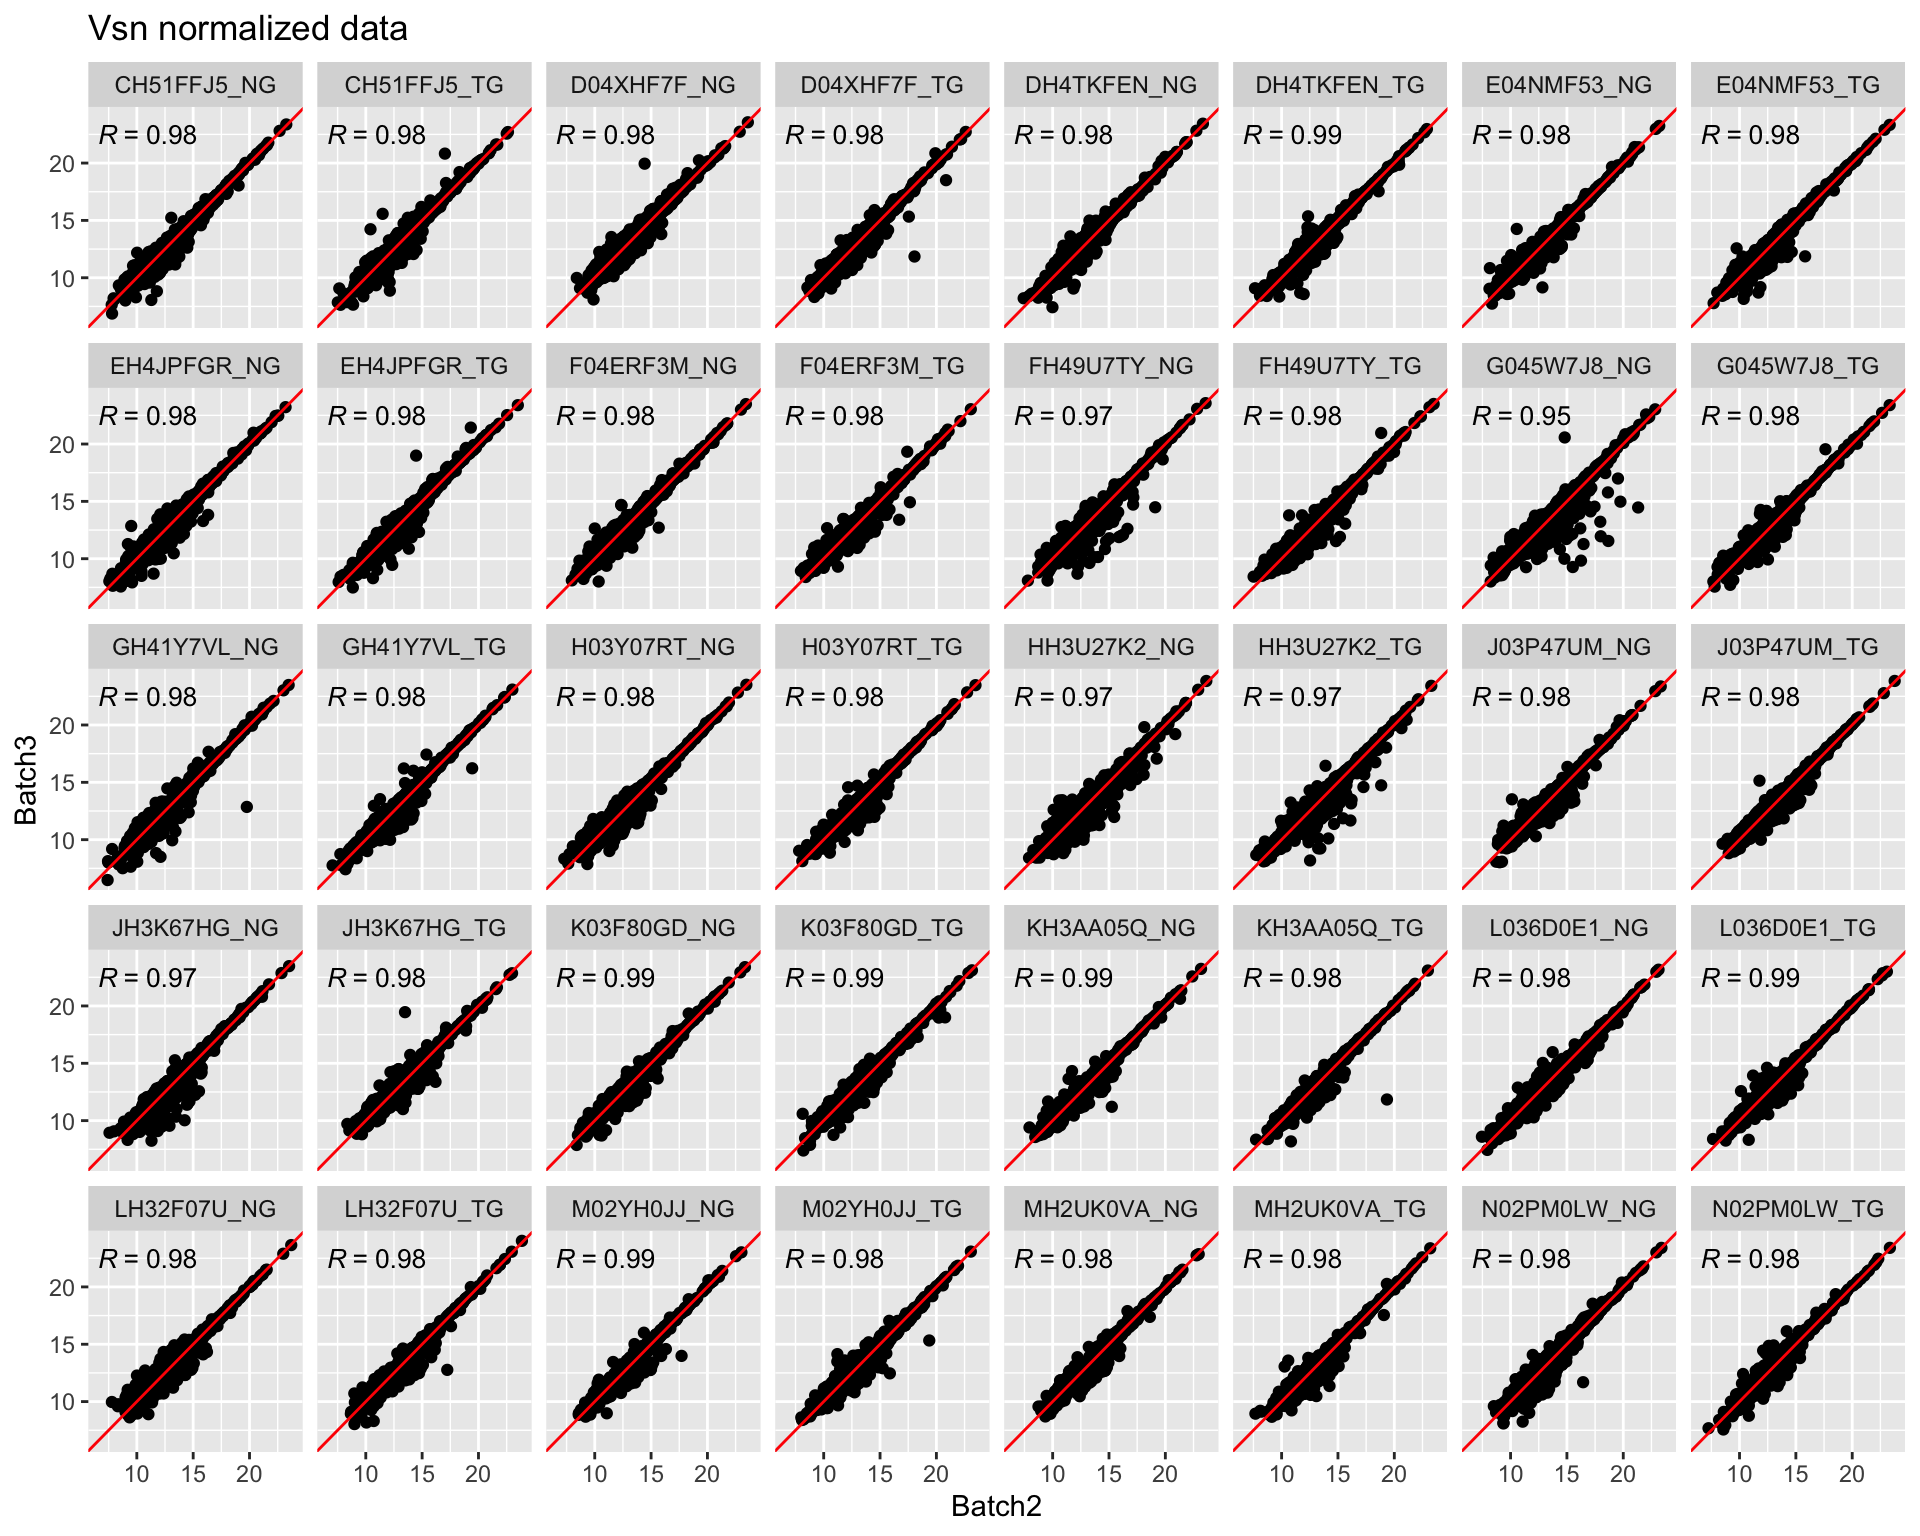 Vsn normalized data
CH51FFJ5_NG CH51FFJ5_TG D04XHF7F_NG D04XHF7F_TG DH4TKFEN_NG DH4TKFEN_TG E04NMF53_NG E04NMF53_TG
R = 0.98 R = 0.98 R = 0.98 R = 0.98 R = 0.98 R = 0.99 R = 0.98 R = 0.98
20
15
10
EH4JPFGR_NG EH4JPFGR_TG F04ERF3M_NG F04ERF3M_TG FH49U7TY_NG FH49U7TY_TG G045W7J8_NG G045W7J8_TG
R = 0.98 R = 0.98 R = 0.98 R = 0.98 R = 0.97 R = 0.98 R = 0.95 R = 0.98
20
15
10
GH41Y7VL_NG GH41Y7VL_TG H03Y07RT_NG H03Y07RT_TG HH3U27K2_NG HH3U27K2_TG J03P47UM_NG J03P47UM_TG
R = 0.98 R = 0.98 R = 0.98 R = 0.98 R = 0.97 R = 0.97 R = 0.98 R = 0.98
20
15
10
Batch3
JH3K67HG_NG JH3K67HG_TG K03F80GD_NG K03F80GD_TG KH3AA05Q_NG KH3AA05Q_TG L036D0E1_NG L036D0E1_TG
R = 0.97 R = 0.98 R = 0.99 R = 0.99 R = 0.99 R = 0.98 R = 0.98 R = 0.99
20
15
10
LH32F07U_NG LH32F07U_TG M02YH0JJ_NG M02YH0JJ_TG MH2UK0VA_NG MH2UK0VA_TG N02PM0LW_NG N02PM0LW_TG
R = 0.98 R = 0.98 R = 0.99 R = 0.98 R = 0.98 R = 0.98 R = 0.98 R = 0.98
20
15
10
10 15 20 10 15 20 10 15 20 10 15 20 10 15 20 10 15 20 10 15 20 10 15 20
Batch2